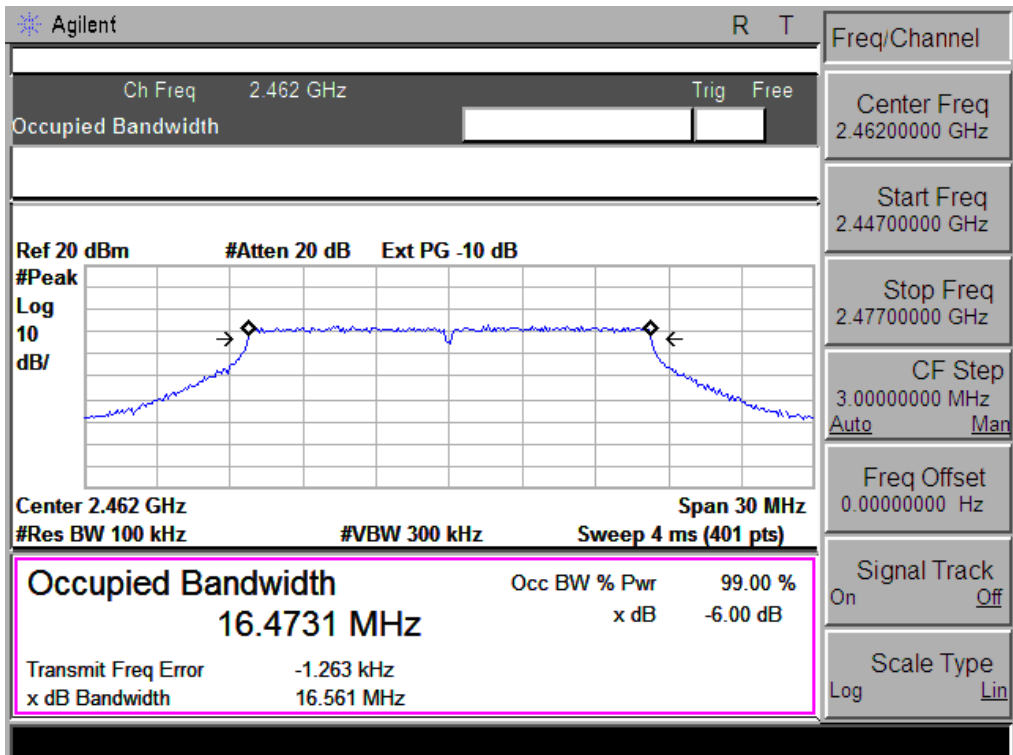 Agilent R T
Ch Freq 2.462 GHz Trig Free
Occupied Bandwidth
Ref 20 dBm #Atten 20 dB Ext PG -10 dB
#Peak
Log
10
dB/
Center 2.462 GHz Span 30 MHz
#Res BW 100 kHz #VBW 300 kHz Sweep 4 ms (401 pts)
Occupied Bandwidth Occ BW % Pwr 99.00 %
16.4731 MHz x dB -6.00 dB
Transmit Freq Error -1.263 kHz
x dB Bandwidth 16.561 MHz
Freq/Channel
Center Freq
2.46200000 GHz
Start Freq
2.44700000 GHz
Stop Freq
2.47700000 GHz
CF Step
3.00000000 MHz
Auto Man
Freq Offset
0.00000000 Hz
Signal Track
On Off
Scale Type
Log Lin